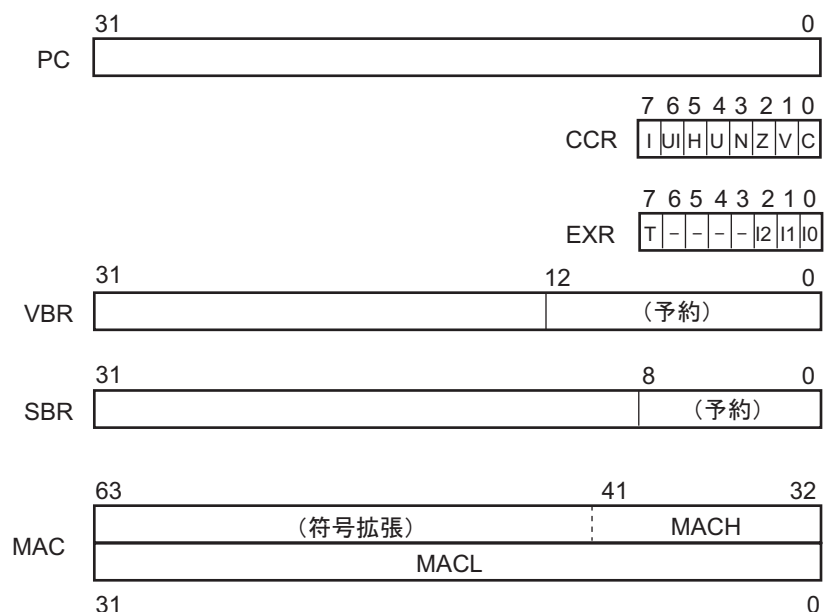 31 0
PC
7 6 5 4 3 2 1 0
CCR I UI H U N Z V C
7 6 5 4 3 2 1 0
EXR T - - - - I2 I1 I0
31 12 0
VBR (予約)
31 8 0
SBR (予約)
63 41 32
(符号拡張) MACH
MAC
MACL
31 0